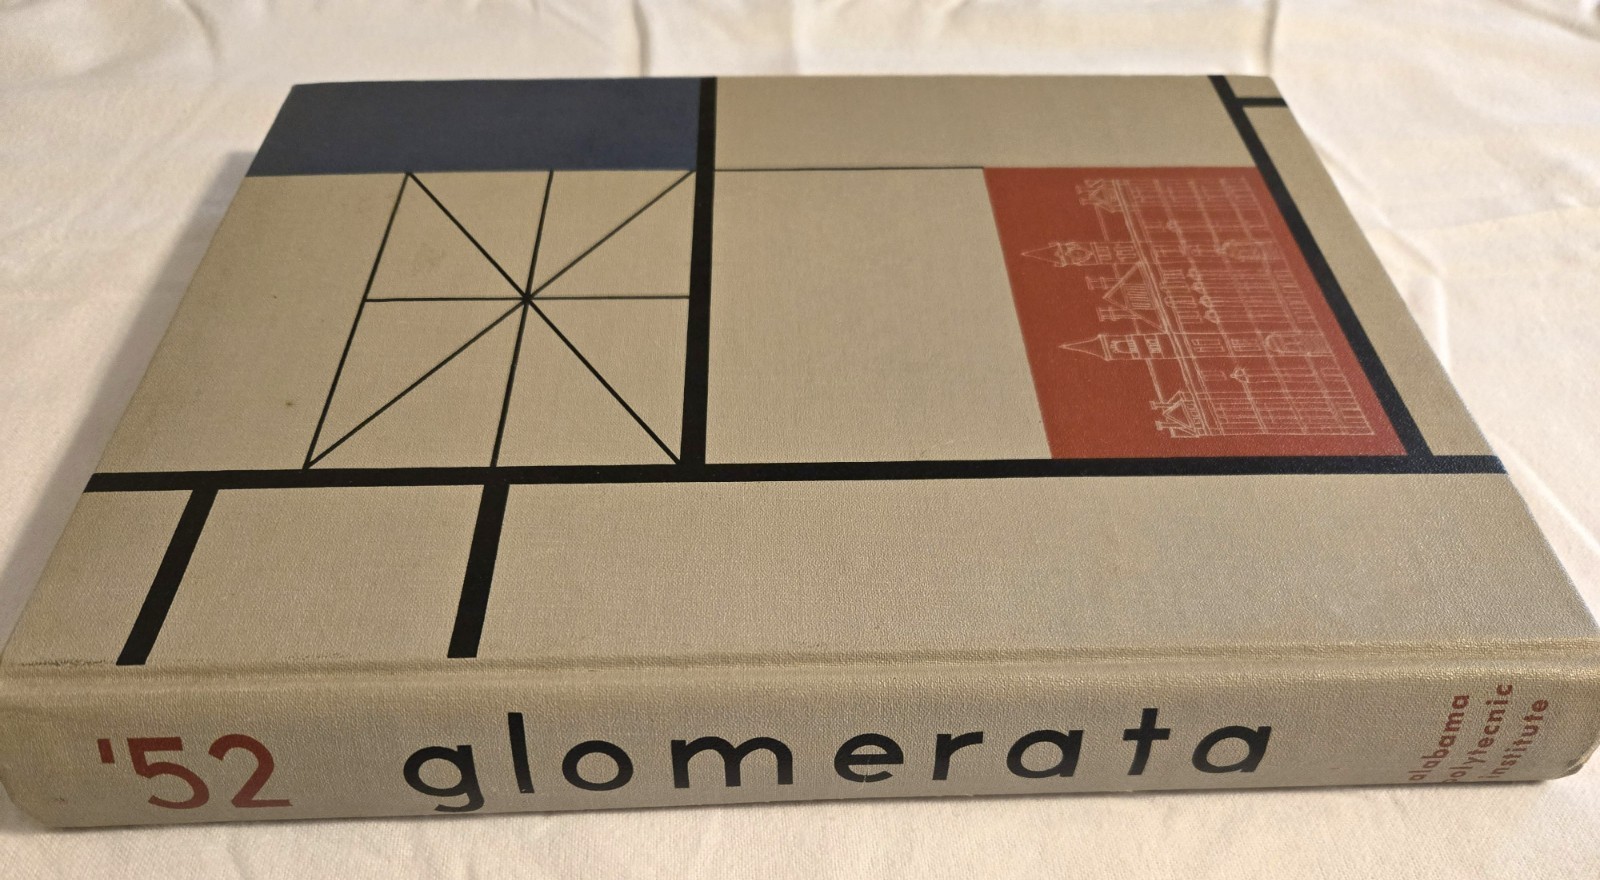 '52
glomerata
alabama
polytecnic
institute